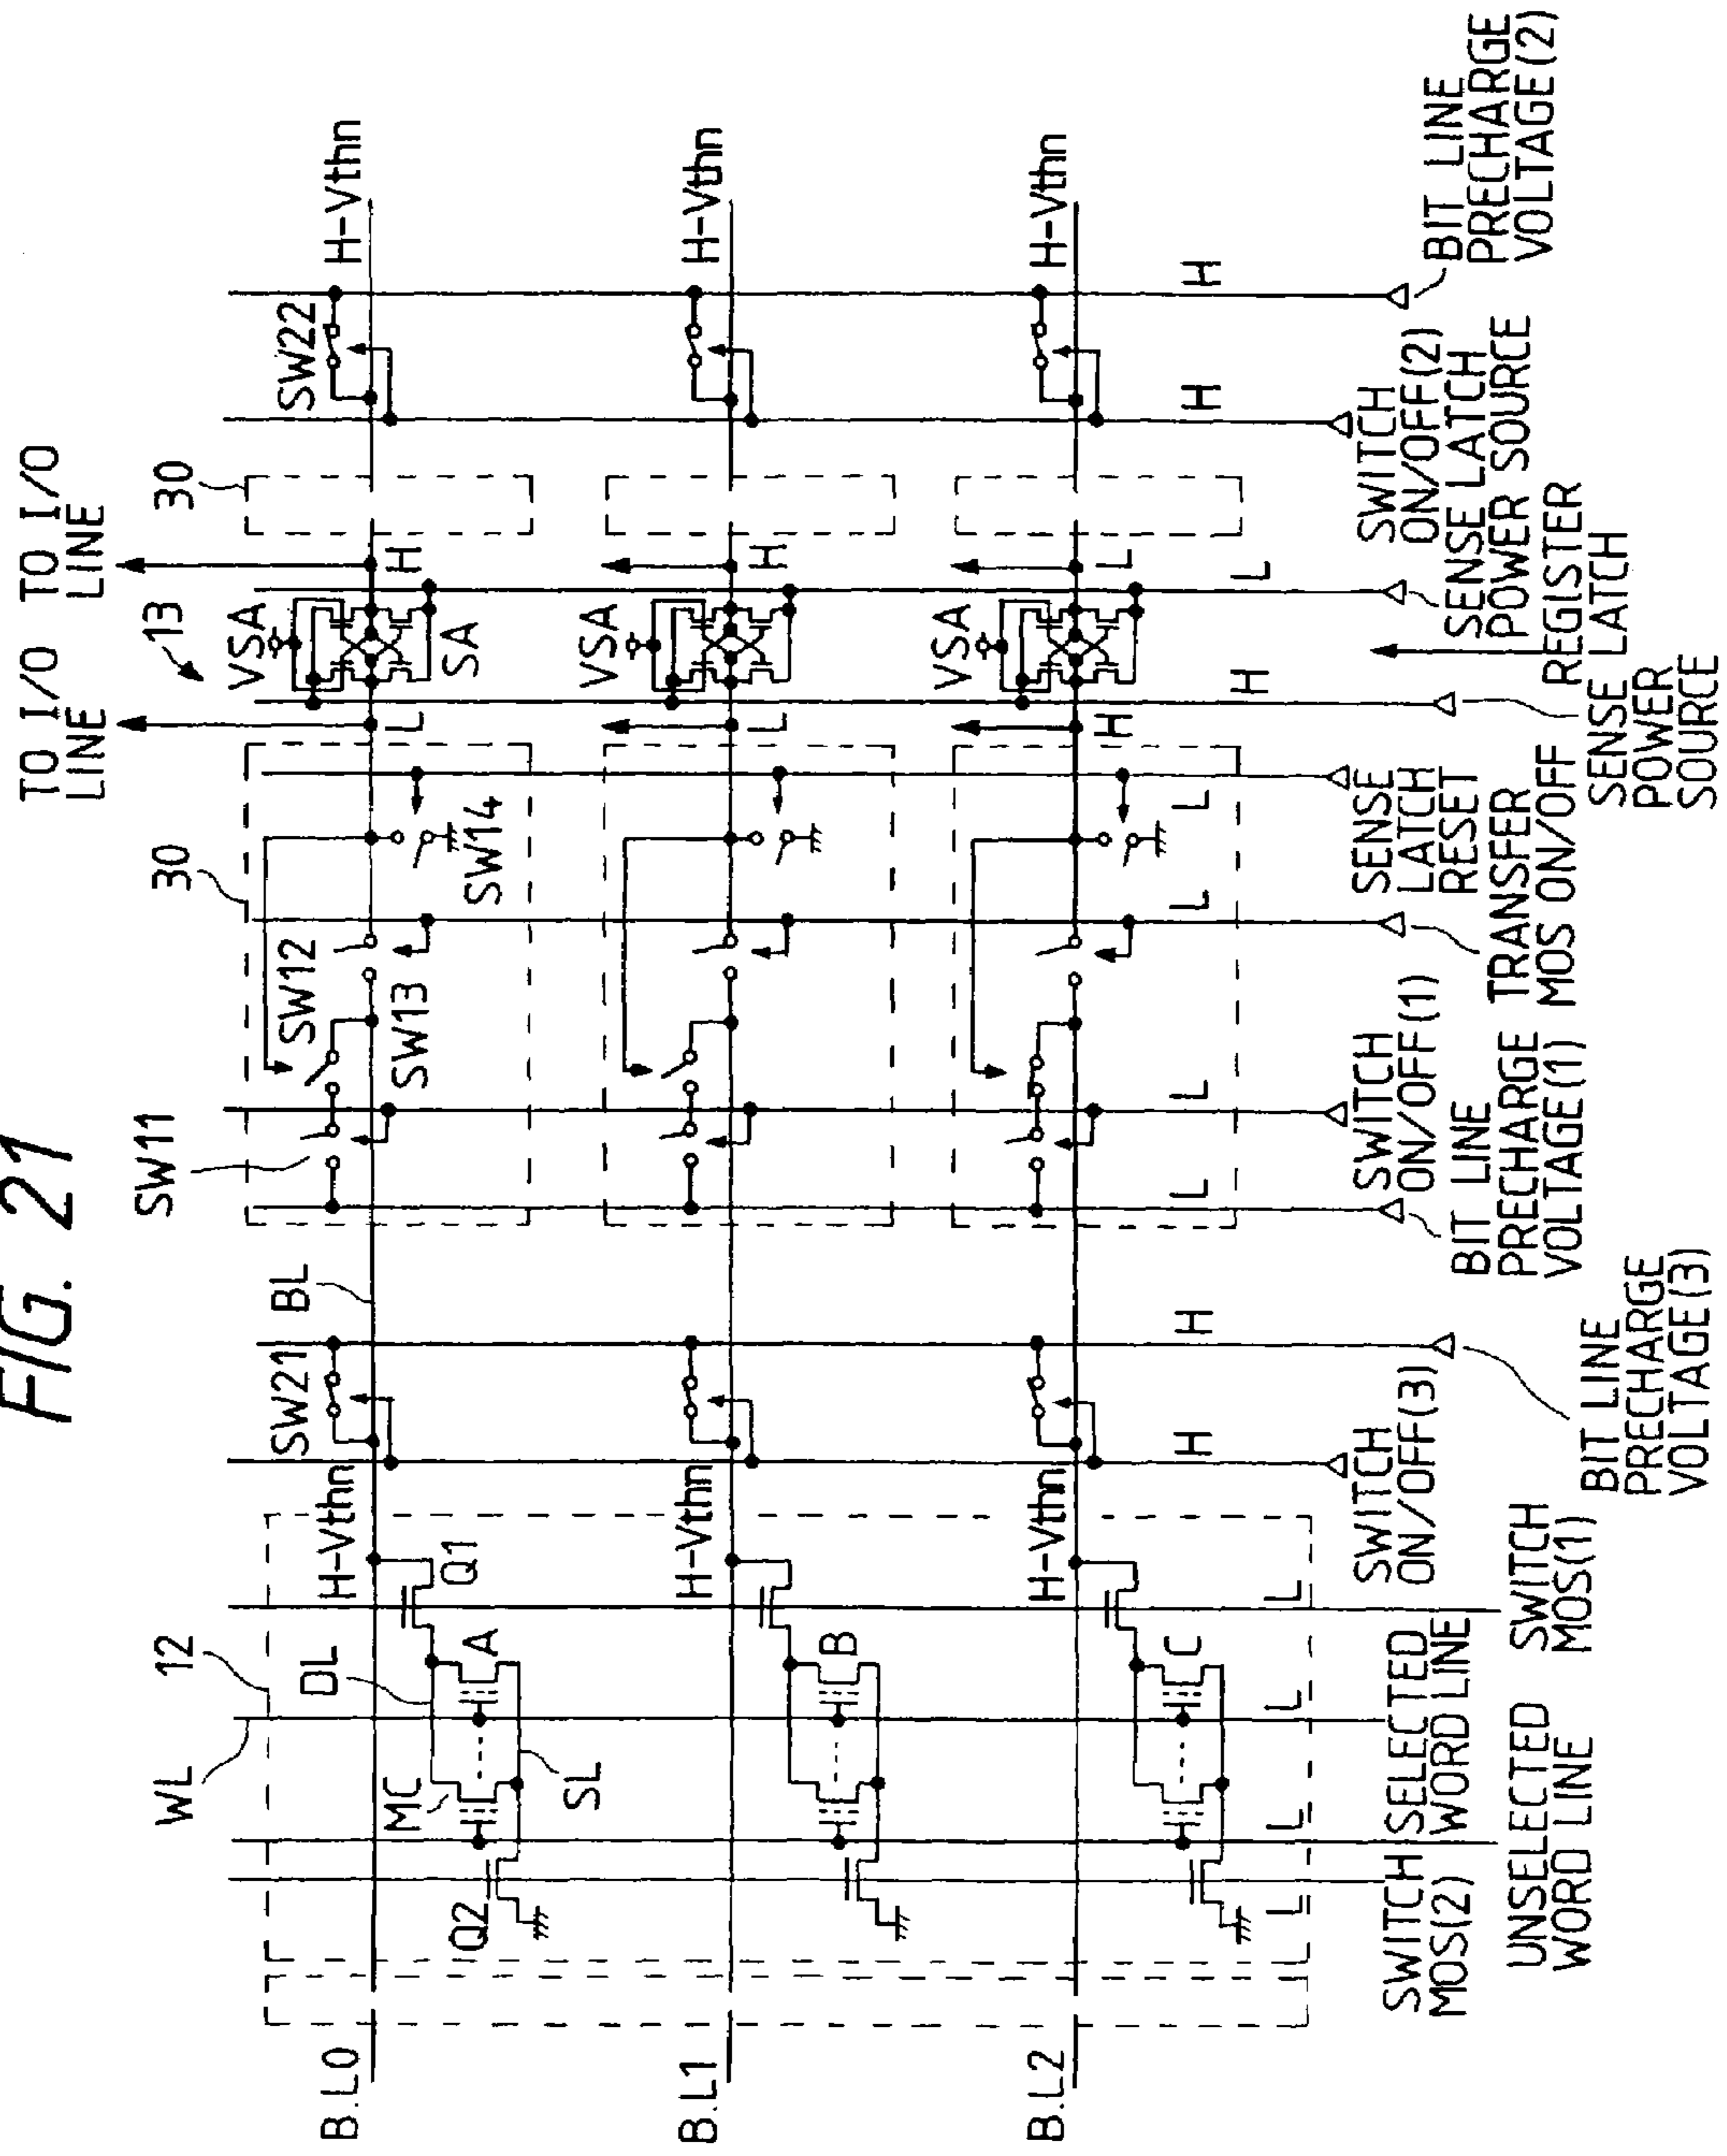 FIG. 21
TO I/O
LINE
TO I/O
LINE
SW11
30
13
30
WL
12
DL
MC
A
SL
Q2
Q1
H-Vthn
SW21
BL
SW12
SW13
SW14
L
VSA
SA
H
SW22
H-Vthn
B.L0
B
H-Vthn
L
VSA
H
H-Vthn
B.L1
C
H-Vthn
H
VSA
L
H-Vthn
B.L2
L
L
L
L
H
H
L
L
L
L
H
L
H
H
SWITCH
MOS(2)
UNSELECTED
WORD LINE
SELECTED
WORD LINE
SWITCH
MOS(1)
SWITCH
ON/OFF(3)
BIT LINE
PRECHARGE
VOLTAGE(3)
BIT LINE
PRECHARGE
VOLTAGE(1)
SWITCH
ON/OFF(1)
TRANSFER
MOS ON/OFF
SENSE
LATCH
RESET
SENSE
POWER
SOURCE
REGISTER
LATCH
SENSE LATCH
POWER SOURCE
SWITCH
ON/OFF(2)
BIT LINE
PRECHARGE
VOLTAGE(2)